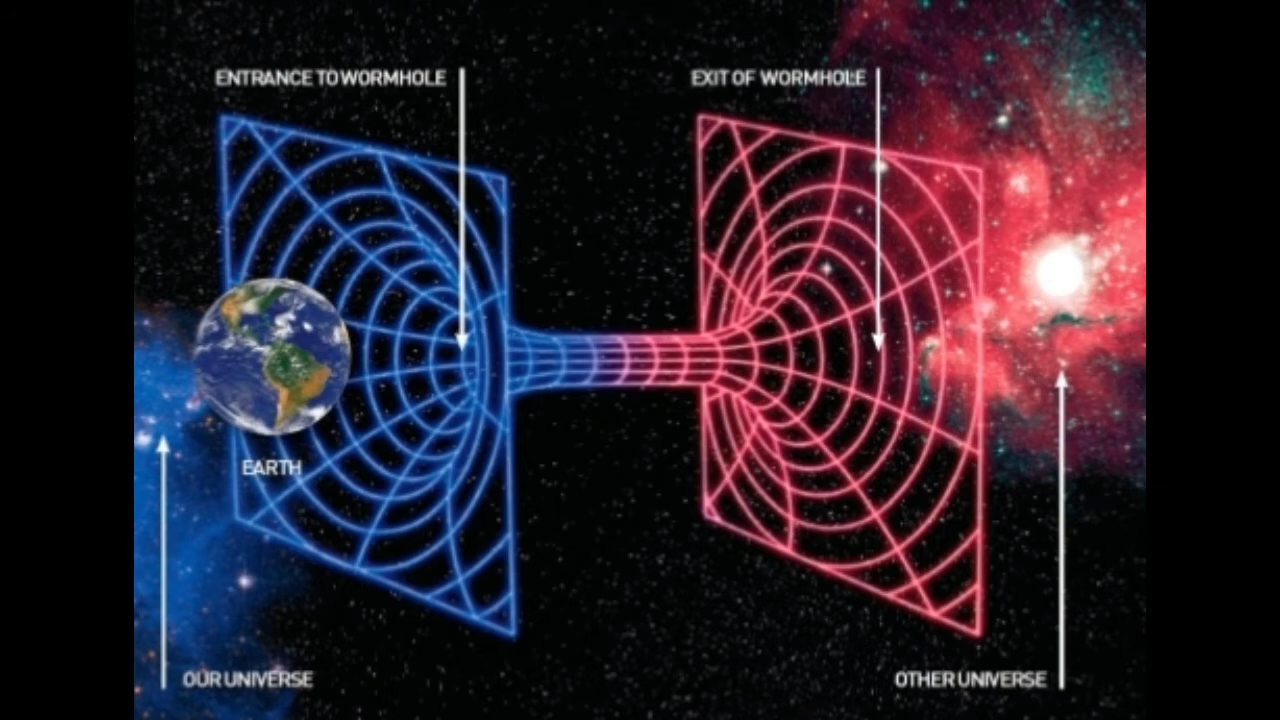 ENTRANCE TO WORMHOLE
EXIT OF WORMHOLE
EARTH
OUR UNIVERSE
OTHER UNIVERSE